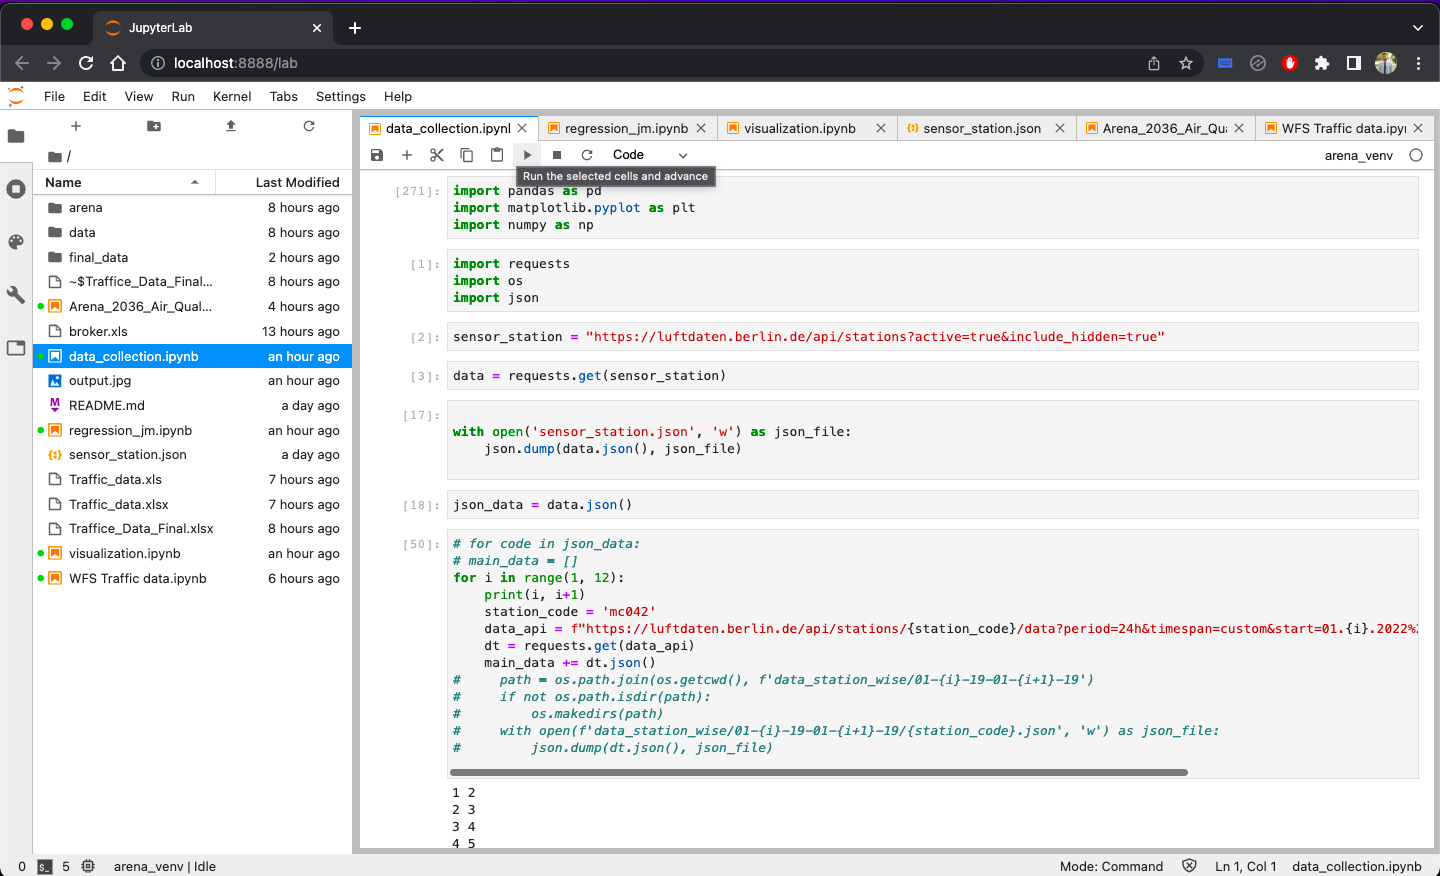 JupyterLab
localhost:8888/lab
File Edit View Run Kernel Tabs Settings Help
data_collection.ipynl regression_jm.ipynb visualization.ipynb sensor_station.json Arena_2036_Air_Qu WFS Traffic data.ipyr
/
Code
arena_venv
Run the selected cells and advance
Name Last Modified
arena 8 hours ago
data 8 hours ago
final_data 2 hours ago
~$Traffice_Data_Final... 8 hours ago
Arena_2036_Air_Qual... 4 hours ago
broker.xls 13 hours ago
data_collection.ipynb an hour ago
output.jpg an hour ago
README.md a day ago
regression_jm.ipynb an hour ago
sensor_station.json a day ago
Traffic_data.xls 7 hours ago
Traffic_data.xlsx 7 hours ago
Traffice_Data_Final.xlsx 8 hours ago
visualization.ipynb an hour ago
WFS Traffic data.ipynb 6 hours ago
[271]: import pandas as pd
import matplotlib.pyplot as plt
import numpy as np
[1]: import requests
import os
import json
[2]: sensor_station = "https://luftdaten.berlin.de/api/stations?active=true&include_hidden=true"
[3]: data = requests.get(sensor_station)
[17]:
with open('sensor_station.json', 'w') as json_file:
    json.dump(data.json(), json_file)
[18]: json_data = data.json()
[50]: # for code in json_data:
# main_data = []
for i in range(1, 12):
    print(i, i+1)
    station_code = 'mc042'
    data_api = f"https://luftdaten.berlin.de/api/stations/{station_code}/data?period=24h&timespan=custom&start=01.{i}.2022%
    dt = requests.get(data_api)
    main_data += dt.json()
#     path = os.path.join(os.getcwd(), f'data_station_wise/01-{i}-19-01-{i+1}-19')
#     if not os.path.isdir(path):
#         os.makedirs(path)
#     with open(f'data_station_wise/01-{i}-19-01-{i+1}-19/{station_code}.json', 'w') as json_file:
#         json.dump(dt.json(), json_file)
1 2
2 3
3 4
4 5
0 $_ 5 arena_venv | Idle
Mode: Command Ln 1, Col 1 data_collection.ipynb